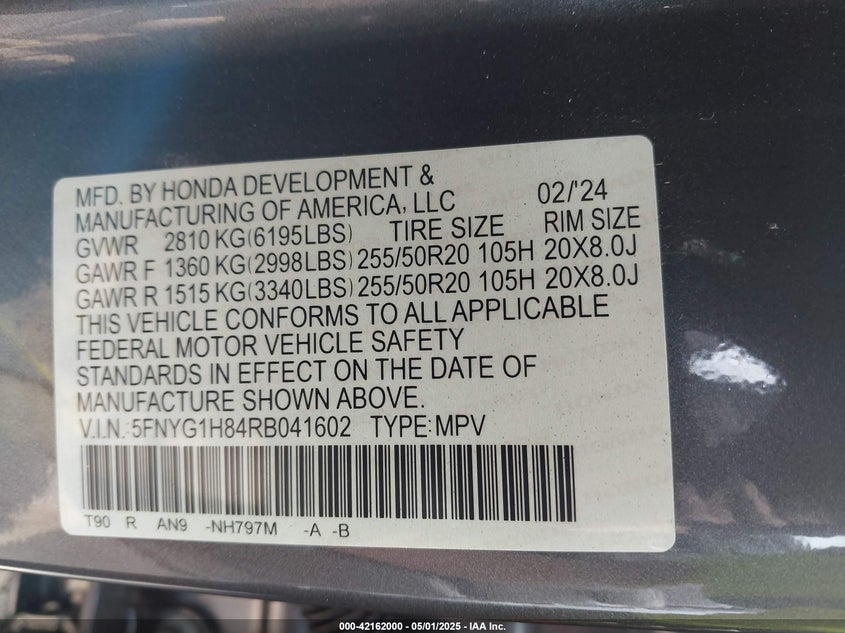 MFD. BY HONDA DEVELOPMENT &
MANUFACTURING OF AMERICA, LLC 02/'24
GVWR 2810 KG(6195LBS) TIRE SIZE RIM SIZE
GAWR F 1360 KG(2998LBS) 255/50R20 105H 20X8.0J
GAWR R 1515 KG(3340LBS) 255/50R20 105H 20X8.0J
THIS VEHICLE CONFORMS TO ALL APPLICABLE
FEDERAL MOTOR VEHICLE SAFETY
STANDARDS IN EFFECT ON THE DATE OF
MANUFACTURE SHOWN ABOVE.
V.I.N.:5FNYG1H84RB041602 TYPE:MPV
T90 R AN9 -NH797M -A -B
000-42162000 - 05/01/2025 - IAA Inc.